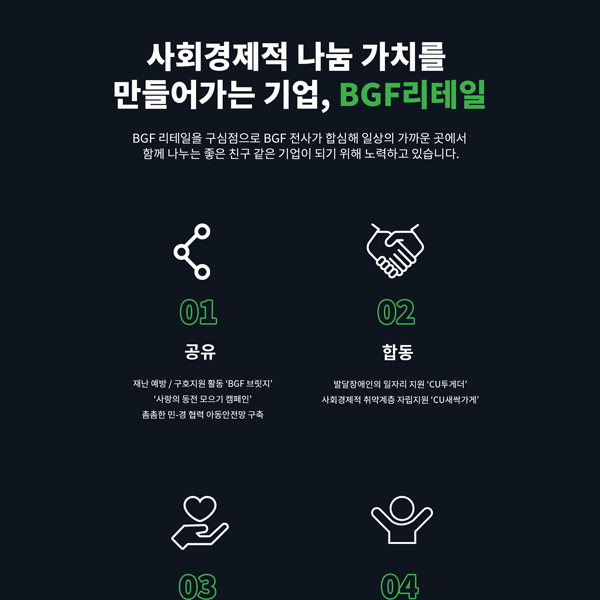 사회경제적 나눔 가치를
만들어가는 기업, BGF리테일
BGF 리테일을 구심점으로 BGF 전사가 합심해 일상의 가까운 곳에서
함께 나누는 좋은 친구 같은 기업이 되기 위해 노력하고 있습니다.
01
공유
재난 예방 / 구호지원 활동 ‘BGF 브릿지’
‘사랑의 동전 모으기 캠페인’
촘촘한 민-경 협력 아동안전망 구축
02
합동
발달장애인의 일자리 지원 ‘CU투게더’
사회경제적 취약계층 자립지원 ‘CU새싹가게’
03
04